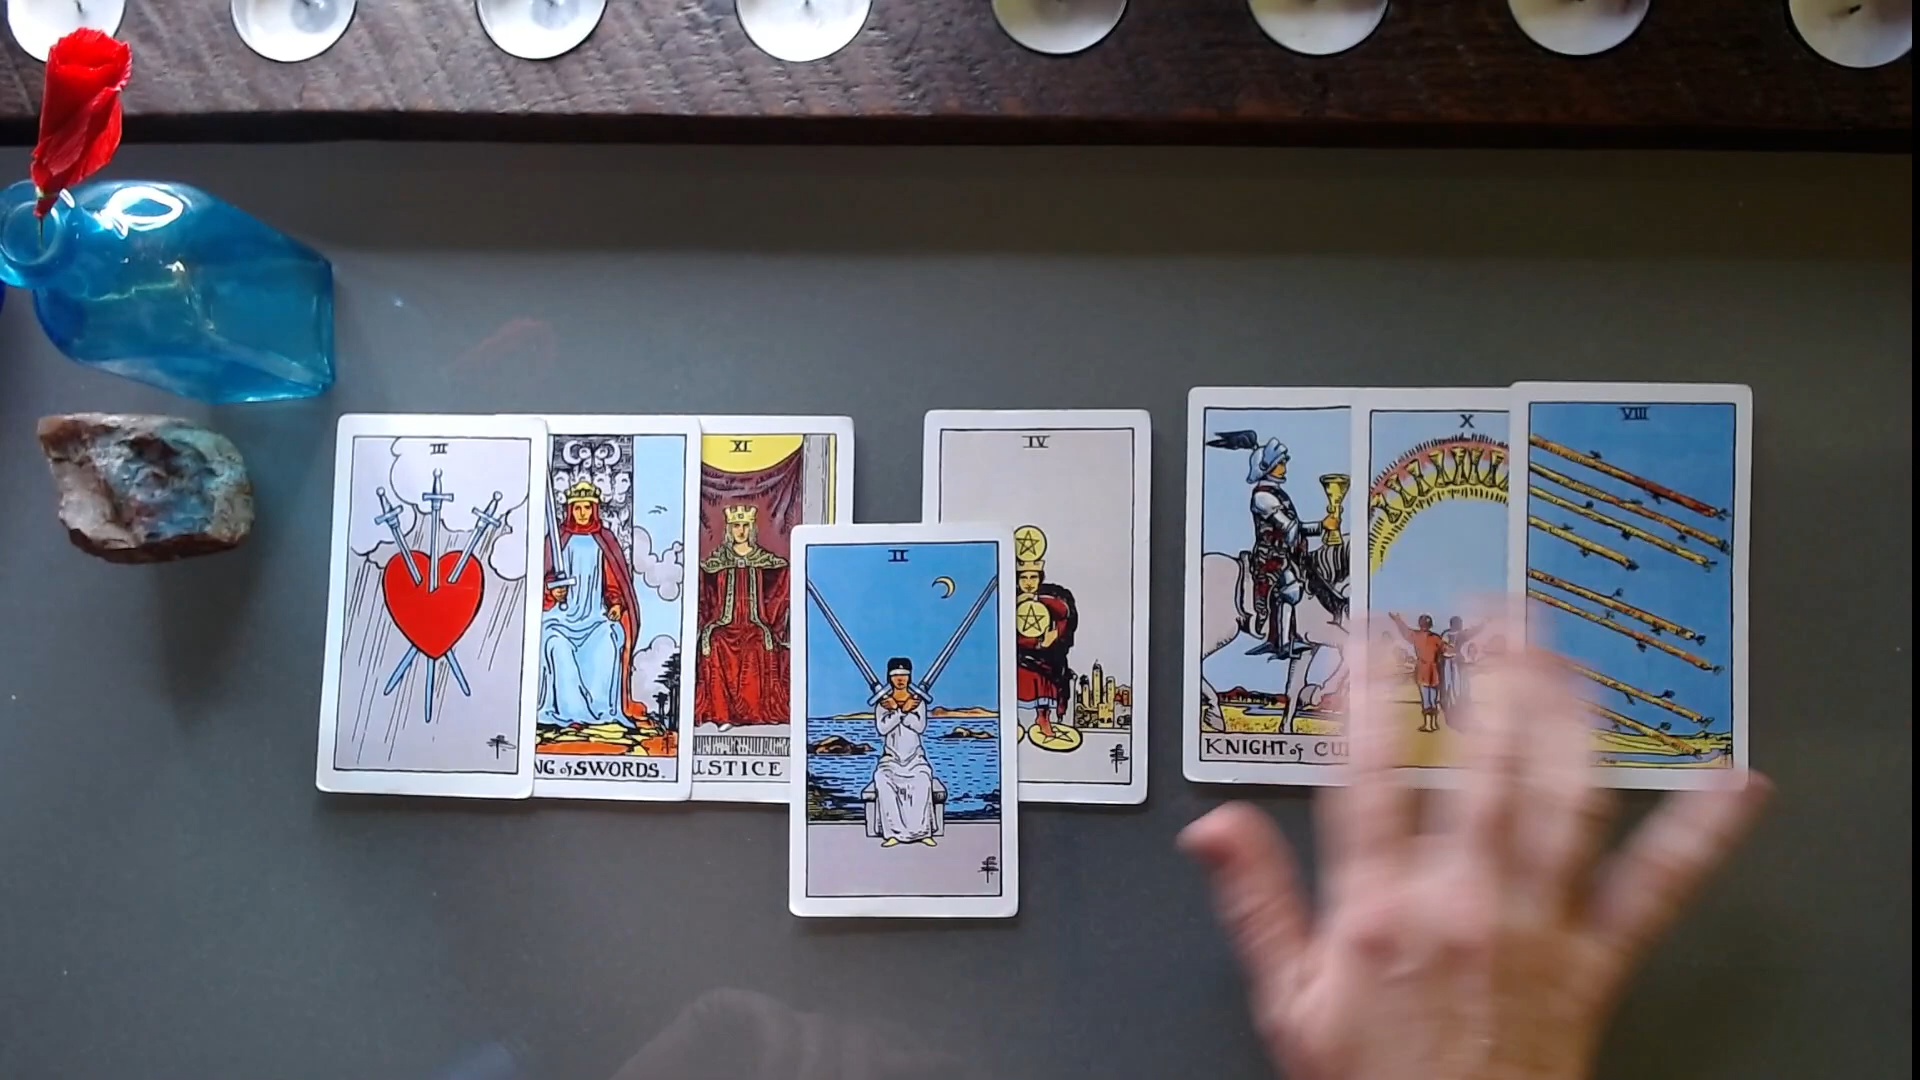 III
NG of SWORDS.
XI
USTICE
II
IV
KNIGHT of CU
X
VIII